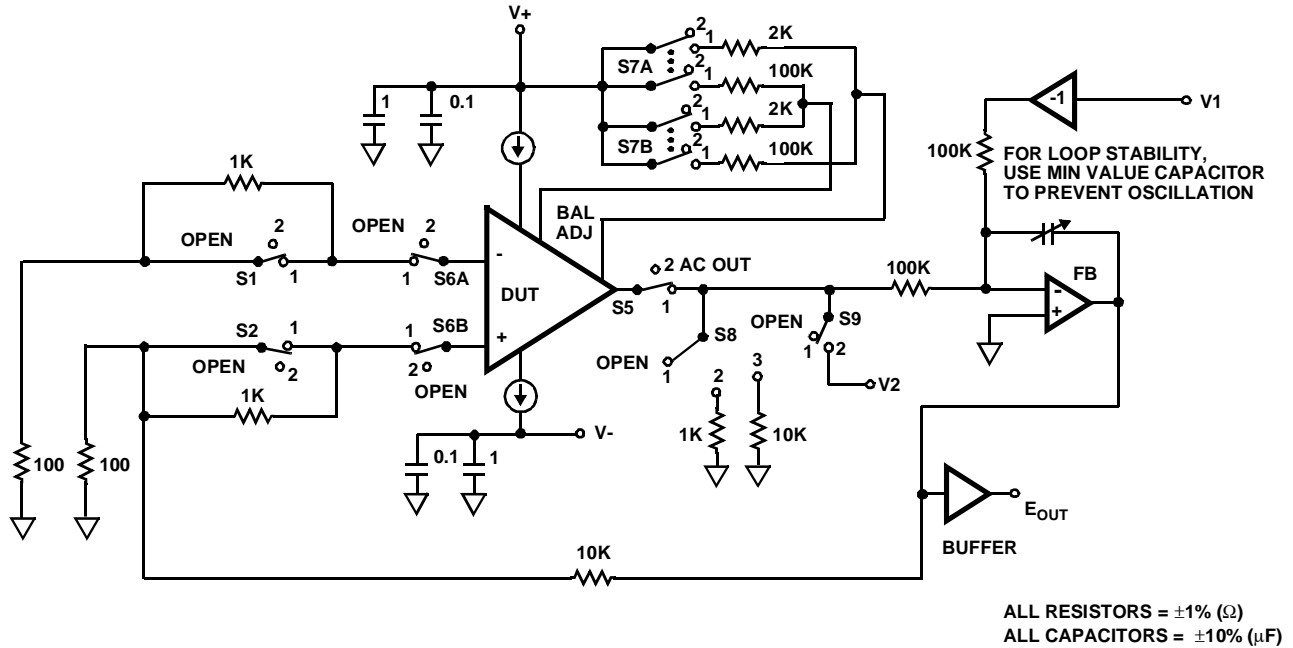 V+
2
1
2K
S7A
2
1
100K
2
1
2K
S7B
2
1
100K
1
0.1
-1
V1
100K
FOR LOOP STABILITY,
USE MIN VALUE CAPACITOR
TO PREVENT OSCILLATION
1K
OPEN
2
S1
1
OPEN
2
1
S6A
-
DUT
+
BAL
ADJ
S5
2 AC OUT
1
100K
-
+
FB
S2
1
OPEN
2
1K
1
S6B
2
OPEN
S8
OPEN
1
2
3
1K
10K
OPEN
S9
1
2
V2
V-
0.1
1
100
100
EOUT
BUFFER
10K
ALL RESISTORS = ±1% (Ω)
ALL CAPACITORS = ±10% (µF)